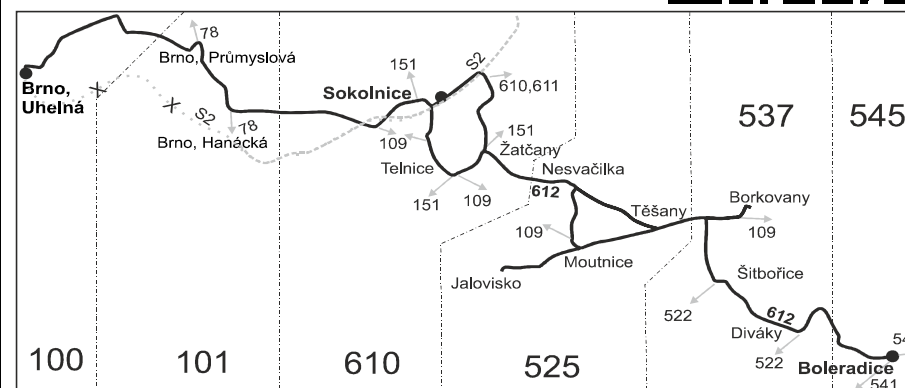 78
Brno, Průmyslová
Brno,
Uhelná
X
X
S2
78
Brno, Hanácká
151
Sokolnice
S2
610,611
109
151
Žatčany
Telnice
151
109
Nesvačilka
612
537
545
Borkovany
Těšany
109
109
Moutnice
Jalovisko
Šitbořice
522
612
Diváky
522
Boleradice
541
100
101
610
525